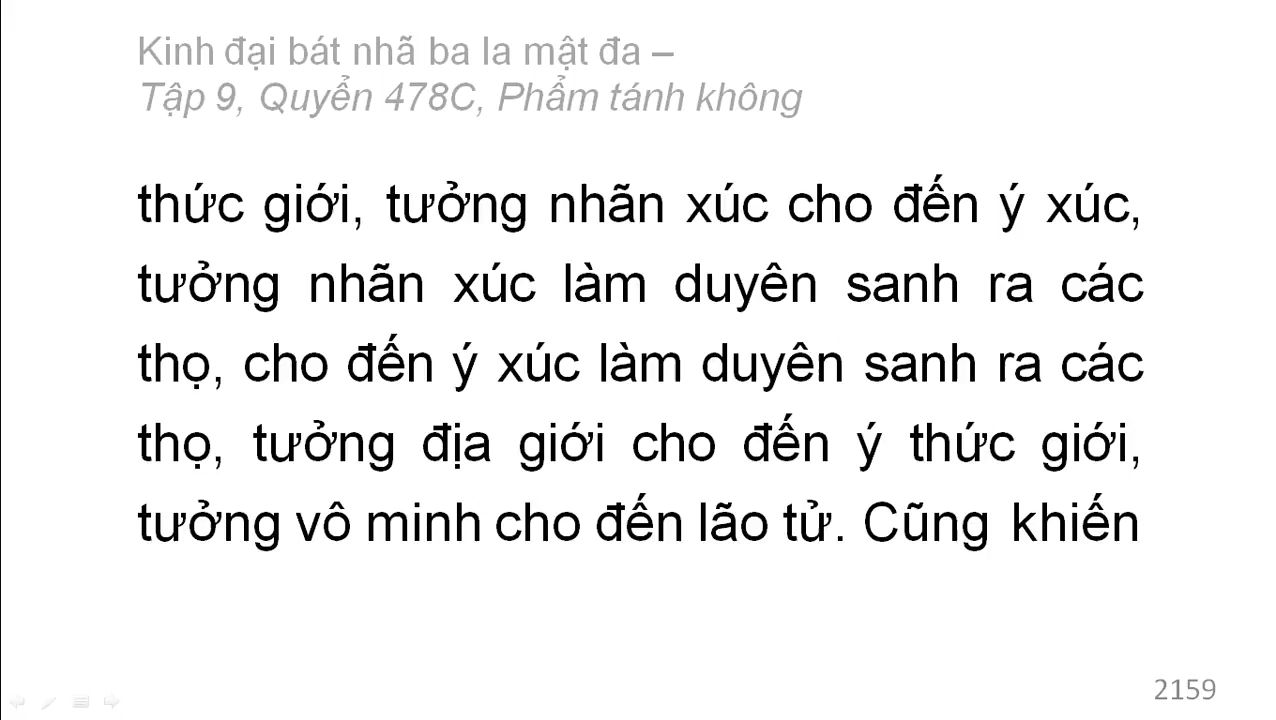 Kinh đại bát nhã ba la mật đa –
Tập 9, Quyển 478C, Phẩm tánh không
thức giới, tưởng nhãn xúc cho đến ý xúc,
tưởng nhãn xúc làm duyên sanh ra các
thọ, cho đến ý xúc làm duyên sanh ra các
thọ, tưởng địa giới cho đến ý thức giới,
tưởng vô minh cho đến lão tử. Cũng khiến
2159